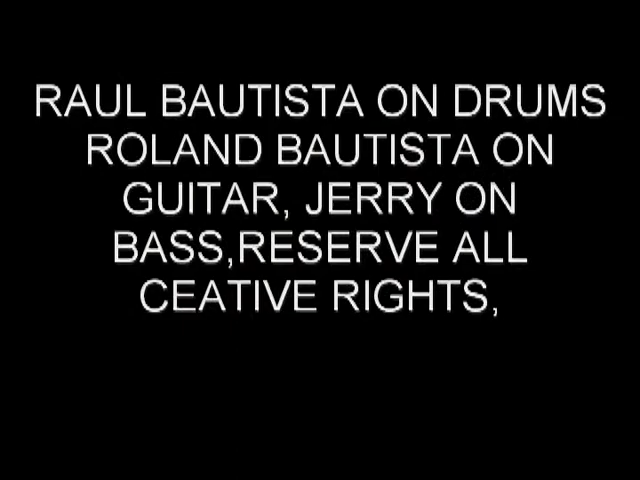 RAUL BAUTISTA ON DRUMS
ROLAND BAUTISTA ON
GUITAR, JERRY ON
BASS,RESERVE ALL
CEATIVE RIGHTS,